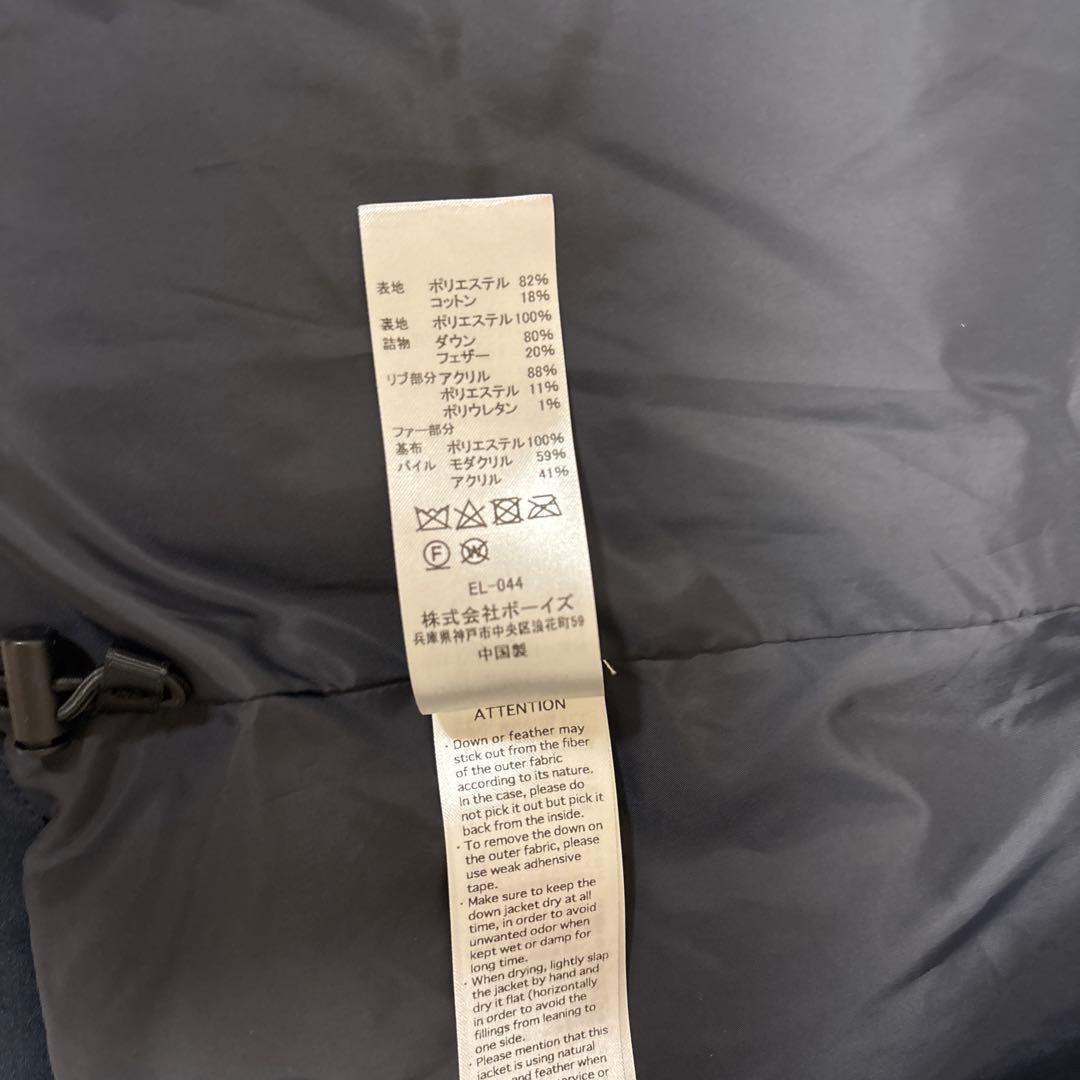 表地 ポリエステル 82%
コットン 18%
裏地 ポリエステル 100%
詰物 ダウン 80%
フェザー 20%
リブ部分 アクリル 88%
ポリエステル 11%
ポリウレタン 1%
ファー部分
基布 ポリエステル 100%
パイル モダクリル 59%
アクリル 41%
F W
EL-044
株式会社ボーイズ
兵庫県神戸市中央区浪花町59
中国製
ATTENTION
・Down or feather may
stick out from the fiber
of the outer fabric
according to its nature.
In the case, please do
not pick it out but pick it
back from the inside.
・To remove the down on
the outer fabric, please
use weak adhensive
tape.
・Make sure to keep the
down jacket dry at all
time, in order to avoid
unwanted odor when
kept wet or damp for
long time.
・When drying, lightly slap
the jacket by hand and
dry it flat (horizontally
in order to avoid the
fillings from leaning to
one side.
・Please mention that this
jacket is using natural
and feather when
or